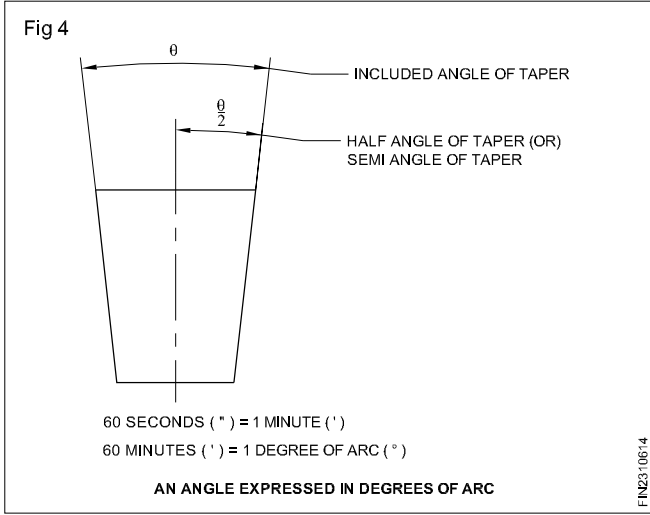 Fig 4
θ
INCLUDED ANGLE OF TAPER
θ
2
HALF ANGLE OF TAPER (OR)
SEMI ANGLE OF TAPER
60 SECONDS ( " ) = 1 MINUTE ( ' )
60 MINUTES ( ' ) = 1 DEGREE OF ARC ( ° )
AN ANGLE EXPRESSED IN DEGREES OF ARC
FIN2310614